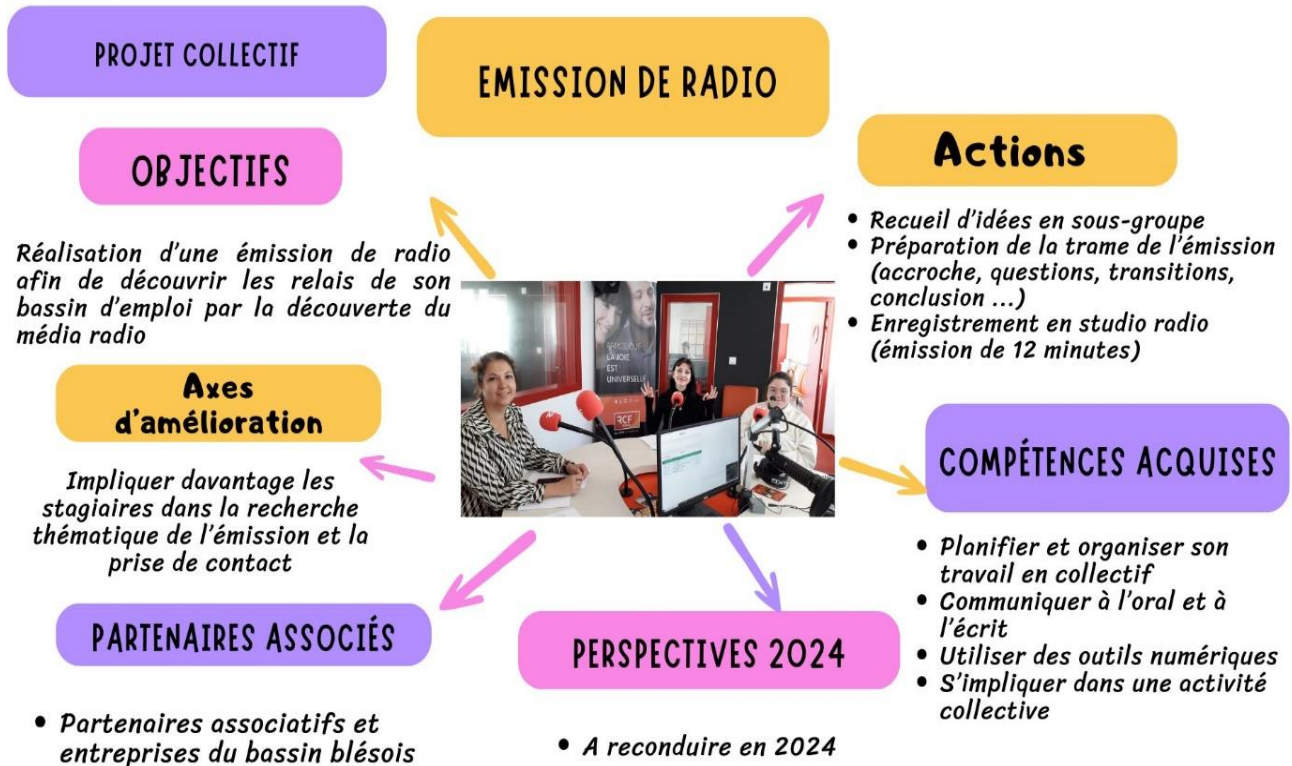 PROJET COLLECTIF
EMISSION DE RADIO
OBJECTIFS
Réalisation d'une émission de radio
afin de découvrir les relais de son
bassin d'emploi par la découverte du
média radio
Actions
• Recueil d'idées en sous-groupe
• Préparation de la trame de l'émission
(accroche, questions, transitions,
conclusion ...)
• Enregistrement en studio radio
(émission de 12 minutes)
Axes
d'amélioration
Impliquer davantage les
stagiaires dans la recherche
thématique de l'émission et la
prise de contact
LA JOIE
EST
UNIVERSELLE
RCF
COMPÉTENCES ACQUISES
• Planifier et organiser son
travail en collectif
• Communiquer à l'oral et à
l'écrit
• Utiliser des outils numériques
• S'impliquer dans une activité
collective
PARTENAIRES ASSOCIÉS
• Partenaires associatifs et
entreprises du bassin blésois
PERSPECTIVES 2024
• A reconduire en 2024